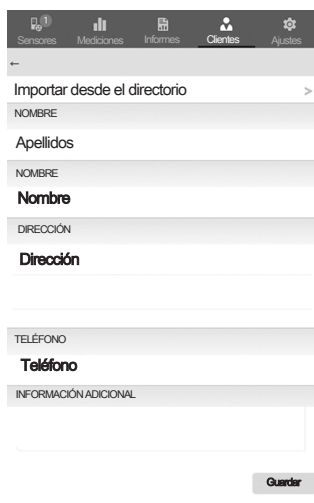 1
Sensores Mediciones Informes Clientes Ajustes
←
Importar desde el directorio >
NOMBRE
Apellidos
NOMBRE
Nombre
DIRECCIÓN
Dirección
TELÉFONO
Teléfono
INFORMACIÓN ADICIONAL
Guardar